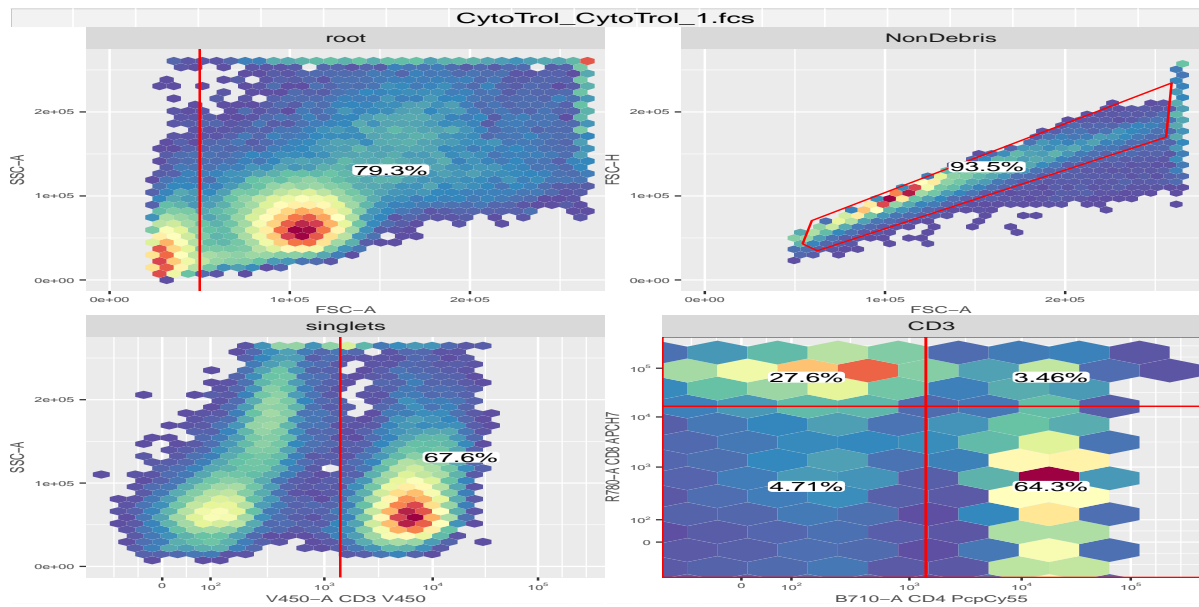 CytoTrol_CytoTrol_1.fcs
root
NonDebris
SSC-A
2e+05
1e+05
0e+00
79.3%
0e+00
1e+05
2e+05
FSC-A
FSC-H
2e+05
1e+05
0e+00
93.5%
0e+00
1e+05
2e+05
FSC-A
singlets
CD3
SSC-A
2e+05
1e+05
0e+00
67.6%
0
10²
10³
10⁴
10⁵
V450-A CD3 V450
R780-A CD8 APCH7
10⁵
10⁴
10³
10²
0
27.6%
3.46%
4.71%
64.3%
0
10²
10³
10⁴
10⁵
B710-A CD4 PcpCy55